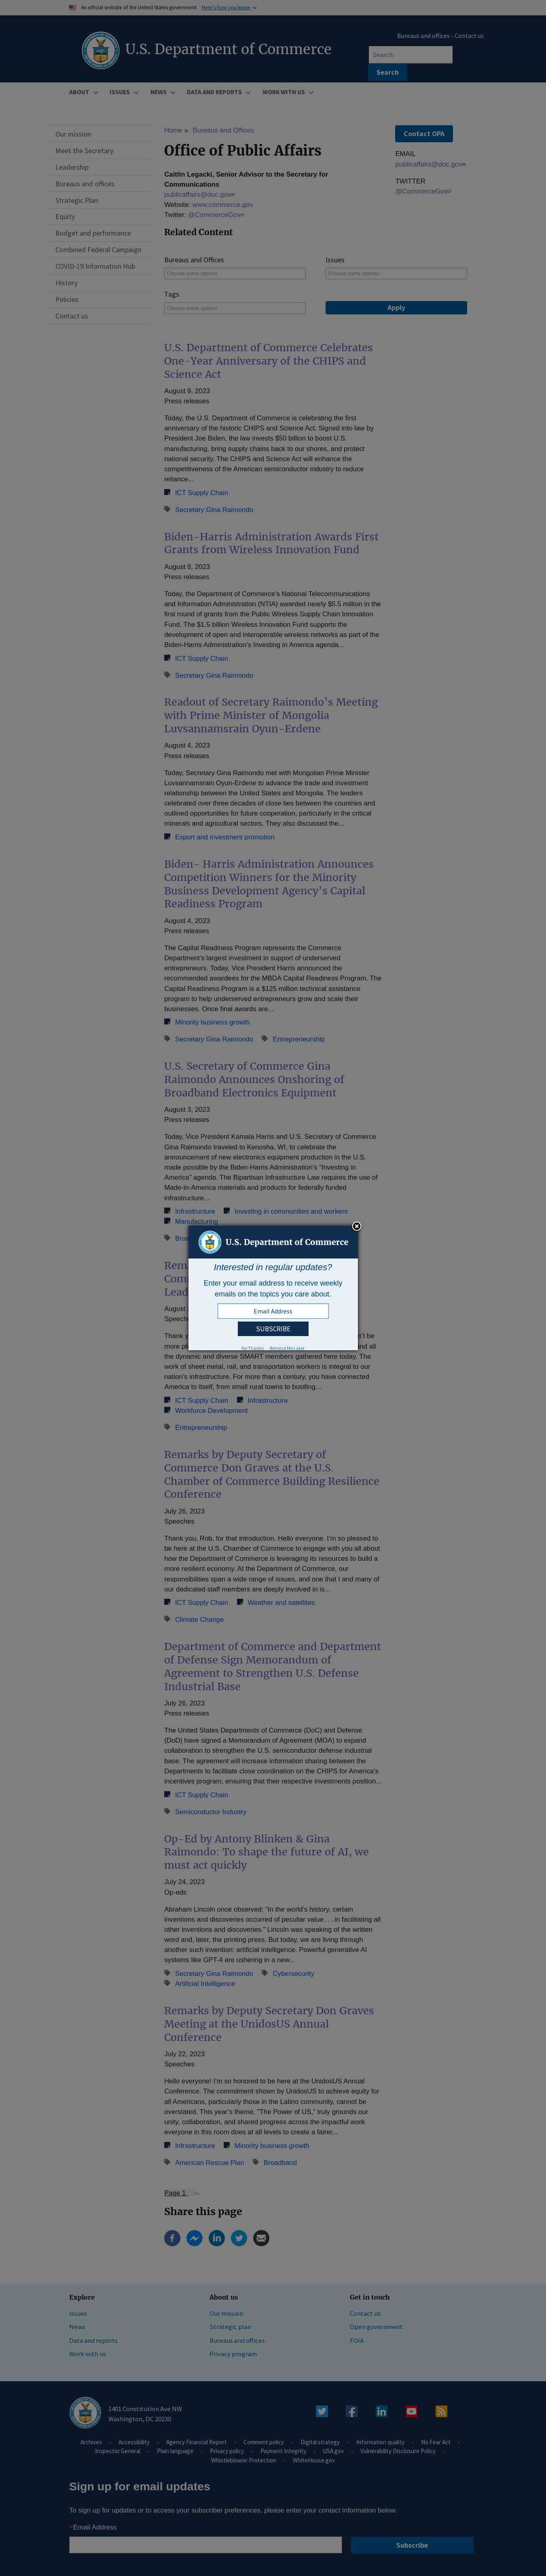 An official website of the United States government Here's how you know
Bureaus and offices - Contact us
U.S. Department of Commerce
Search
Search
ABOUT ISSUES NEWS DATA AND REPORTS WORK WITH US
Our mission
Meet the Secretary
Leadership
Bureaus and offices
Strategic Plan
Equity
Budget and performance
Combined Federal Campaign
COVID-19 Information Hub
History
Policies
Contact us
Home » Bureaus and Offices
Office of Public Affairs
Caitlin Legacki, Senior Advisor to the Secretary for
Communications
publicaffairs@doc.gov
Website: www.commerce.gov
Twitter: @CommerceGov
Contact OPA
EMAIL
publicaffairs@doc.gov
TWITTER
@CommerceGov
Related Content
Bureaus and Offices
Choose some options
Issues
Choose some options
Tags
Choose some options
Apply
U.S. Department of Commerce Celebrates
One-Year Anniversary of the CHIPS and
Science Act
August 9, 2023
Press releases
Today, the U.S. Department of Commerce is celebrating the first
anniversary of the historic CHIPS and Science Act. Signed into law by
President Joe Biden, the law invests $50 billion to boost U.S.
manufacturing, bring supply chains back to our shores, and protect
national security. The CHIPS and Science Act will enhance the
competitiveness of the American semiconductor industry to reduce
reliance...
ICT Supply Chain
Secretary Gina Raimondo
Biden-Harris Administration Awards First
Grants from Wireless Innovation Fund
August 8, 2023
Press releases
Today, the Department of Commerce's National Telecommunications
and Information Administration (NTIA) awarded nearly $5.5 million in the
first round of grants from the Public Wireless Supply Chain Innovation
Fund. The $1.5 billion Wireless Innovation Fund supports the
development of open and interoperable wireless networks as part of the
Biden-Harris Administration's Investing in America agenda...
ICT Supply Chain
Secretary Gina Raimondo
Readout of Secretary Raimondo's Meeting
with Prime Minister of Mongolia
Luvsannamsrain Oyun-Erdene
August 4, 2023
Press releases
Today, Secretary Gina Raimondo met with Mongolian Prime Minister
Luvsannamsrain Oyun-Erdene to advance the trade and investment
relationship between the United States and Mongolia. The leaders
celebrated over three decades of close ties between the countries and
outlined opportunities for future cooperation, particularly in the critical
minerals and agricultural sectors. They also discussed the...
Export and investment promotion
Biden- Harris Administration Announces
Competition Winners for the Minority
Business Development Agency's Capital
Readiness Program
August 4, 2023
Press releases
The Capital Readiness Program represents the Commerce
Department's largest investment in support of underserved
entrepreneurs. Today, Vice President Harris announced the
recommended awardees for the MBDA Capital Readiness Program. The
Capital Readiness Program is a $125 million technical assistance
program to help underserved entrepreneurs grow and scale their
businesses. Once final awards are...
Minority business growth
Secretary Gina Raimondo Entrepreneurship
U.S. Secretary of Commerce Gina
Raimondo Announces Onshoring of
Broadband Electronics Equipment
August 3, 2023
Press releases
Today, Vice President Kamala Harris and U.S. Secretary of Commerce
Gina Raimondo traveled to Kenosha, WI, to celebrate the
announcement of new electronics equipment production in the U.S.
made possible by the Biden-Harris Administration's "Investing in
America" agenda. The Bipartisan Infrastructure Law requires the use of
Made-in-America materials and products for federally funded
infrastructure...
Infrastructure Investing in communities and workers
Manufacturing
U.S. Department of Commerce
Interested in regular updates?
Enter your email address to receive weekly
emails on the topics you care about.
Email Address
SUBSCRIBE
No Thanks Remind Me Later
more
and diverse SMART members gathered here today. The
work of sheet metal, rail, and transportation workers is integral to our
nation's infrastructure. For more than a century, you have connected
America to itself, from small rural towns to bustling...
ICT Supply Chain Infrastructure
Workforce Development
Entrepreneurship
Remarks by Deputy Secretary of
Commerce Don Graves at the U.S.
Chamber of Commerce Building Resilience
Conference
July 26, 2023
Speeches
Thank you, Rob, for that introduction. Hello everyone. I'm so pleased to
be here at the U.S. Chamber of Commerce to engage with you all about
how the Department of Commerce is leveraging its resources to build a
more resilient economy. At the Department of Commerce, our
responsibilities span a wide range of issues, and one that I and many of
our dedicated staff members are deeply involved in is...
ICT Supply Chain Weather and satellites
Climate Change
Department of Commerce and Department
of Defense Sign Memorandum of
Agreement to Strengthen U.S. Defense
Industrial Base
July 26, 2023
Press releases
The United States Departments of Commerce (DoC) and Defense
(DoD) have signed a Memorandum of Agreement (MOA) to expand
collaboration to strengthen the U.S. semiconductor defense industrial
base. The agreement will increase information sharing between the
Departments to facilitate close coordination on the CHIPS for America's
incentives program, ensuring that their respective investments position...
ICT Supply Chain
Semiconductor Industry
Op-Ed by Antony Blinken & Gina
Raimondo: To shape the future of AI, we
must act quickly
July 24, 2023
Op-eds
Abraham Lincoln once observed: "In the world's history, certain
inventions and discoveries occurred of peculiar value . . . in facilitating all
other inventions and discoveries." Lincoln was speaking of the written
word and, later, the printing press. But today, we are living through
another such invention: artificial intelligence. Powerful generative AI
systems like GPT-4 are ushering in a new...
Secretary Gina Raimondo Cybersecurity
Artificial Intelligence
Remarks by Deputy Secretary Don Graves
Meeting at the UnidosUS Annual
Conference
July 22, 2023
Speeches
Hello everyone! I'm so honored to be here at the UnidosUS Annual
Conference. The commitment shown by UnidosUS to achieve equity for
all Americans, particularly those in the Latino community, cannot be
overstated. This year's theme, "The Power of US," truly grounds our
unity, collaboration, and shared progress across the impactful work
everyone in this room does at all levels to create a fairer...
Infrastructure Minority business growth
American Rescue Plan Broadband
Page 1 ››
Share this page
Explore
Issues
News
Data and reports
Work with us
About us
Our mission
Strategic plan
Bureaus and offices
Privacy program
Get in touch
Contact us
Open government
FOIA
1401 Constitution Ave NW
Washington, DC 20230
Archives - Accessibility - Agency Financial Report - Comment policy - Digital strategy - Information quality - No Fear Act -
Inspector General - Plain language - Privacy policy - Payment Integrity - USA.gov - Vulnerability Disclosure Policy -
Whistleblower Protection - WhiteHouse.gov
Sign up for email updates
To sign up for updates or to access your subscriber preferences, please enter your contact information below.
*Email Address
Subscribe